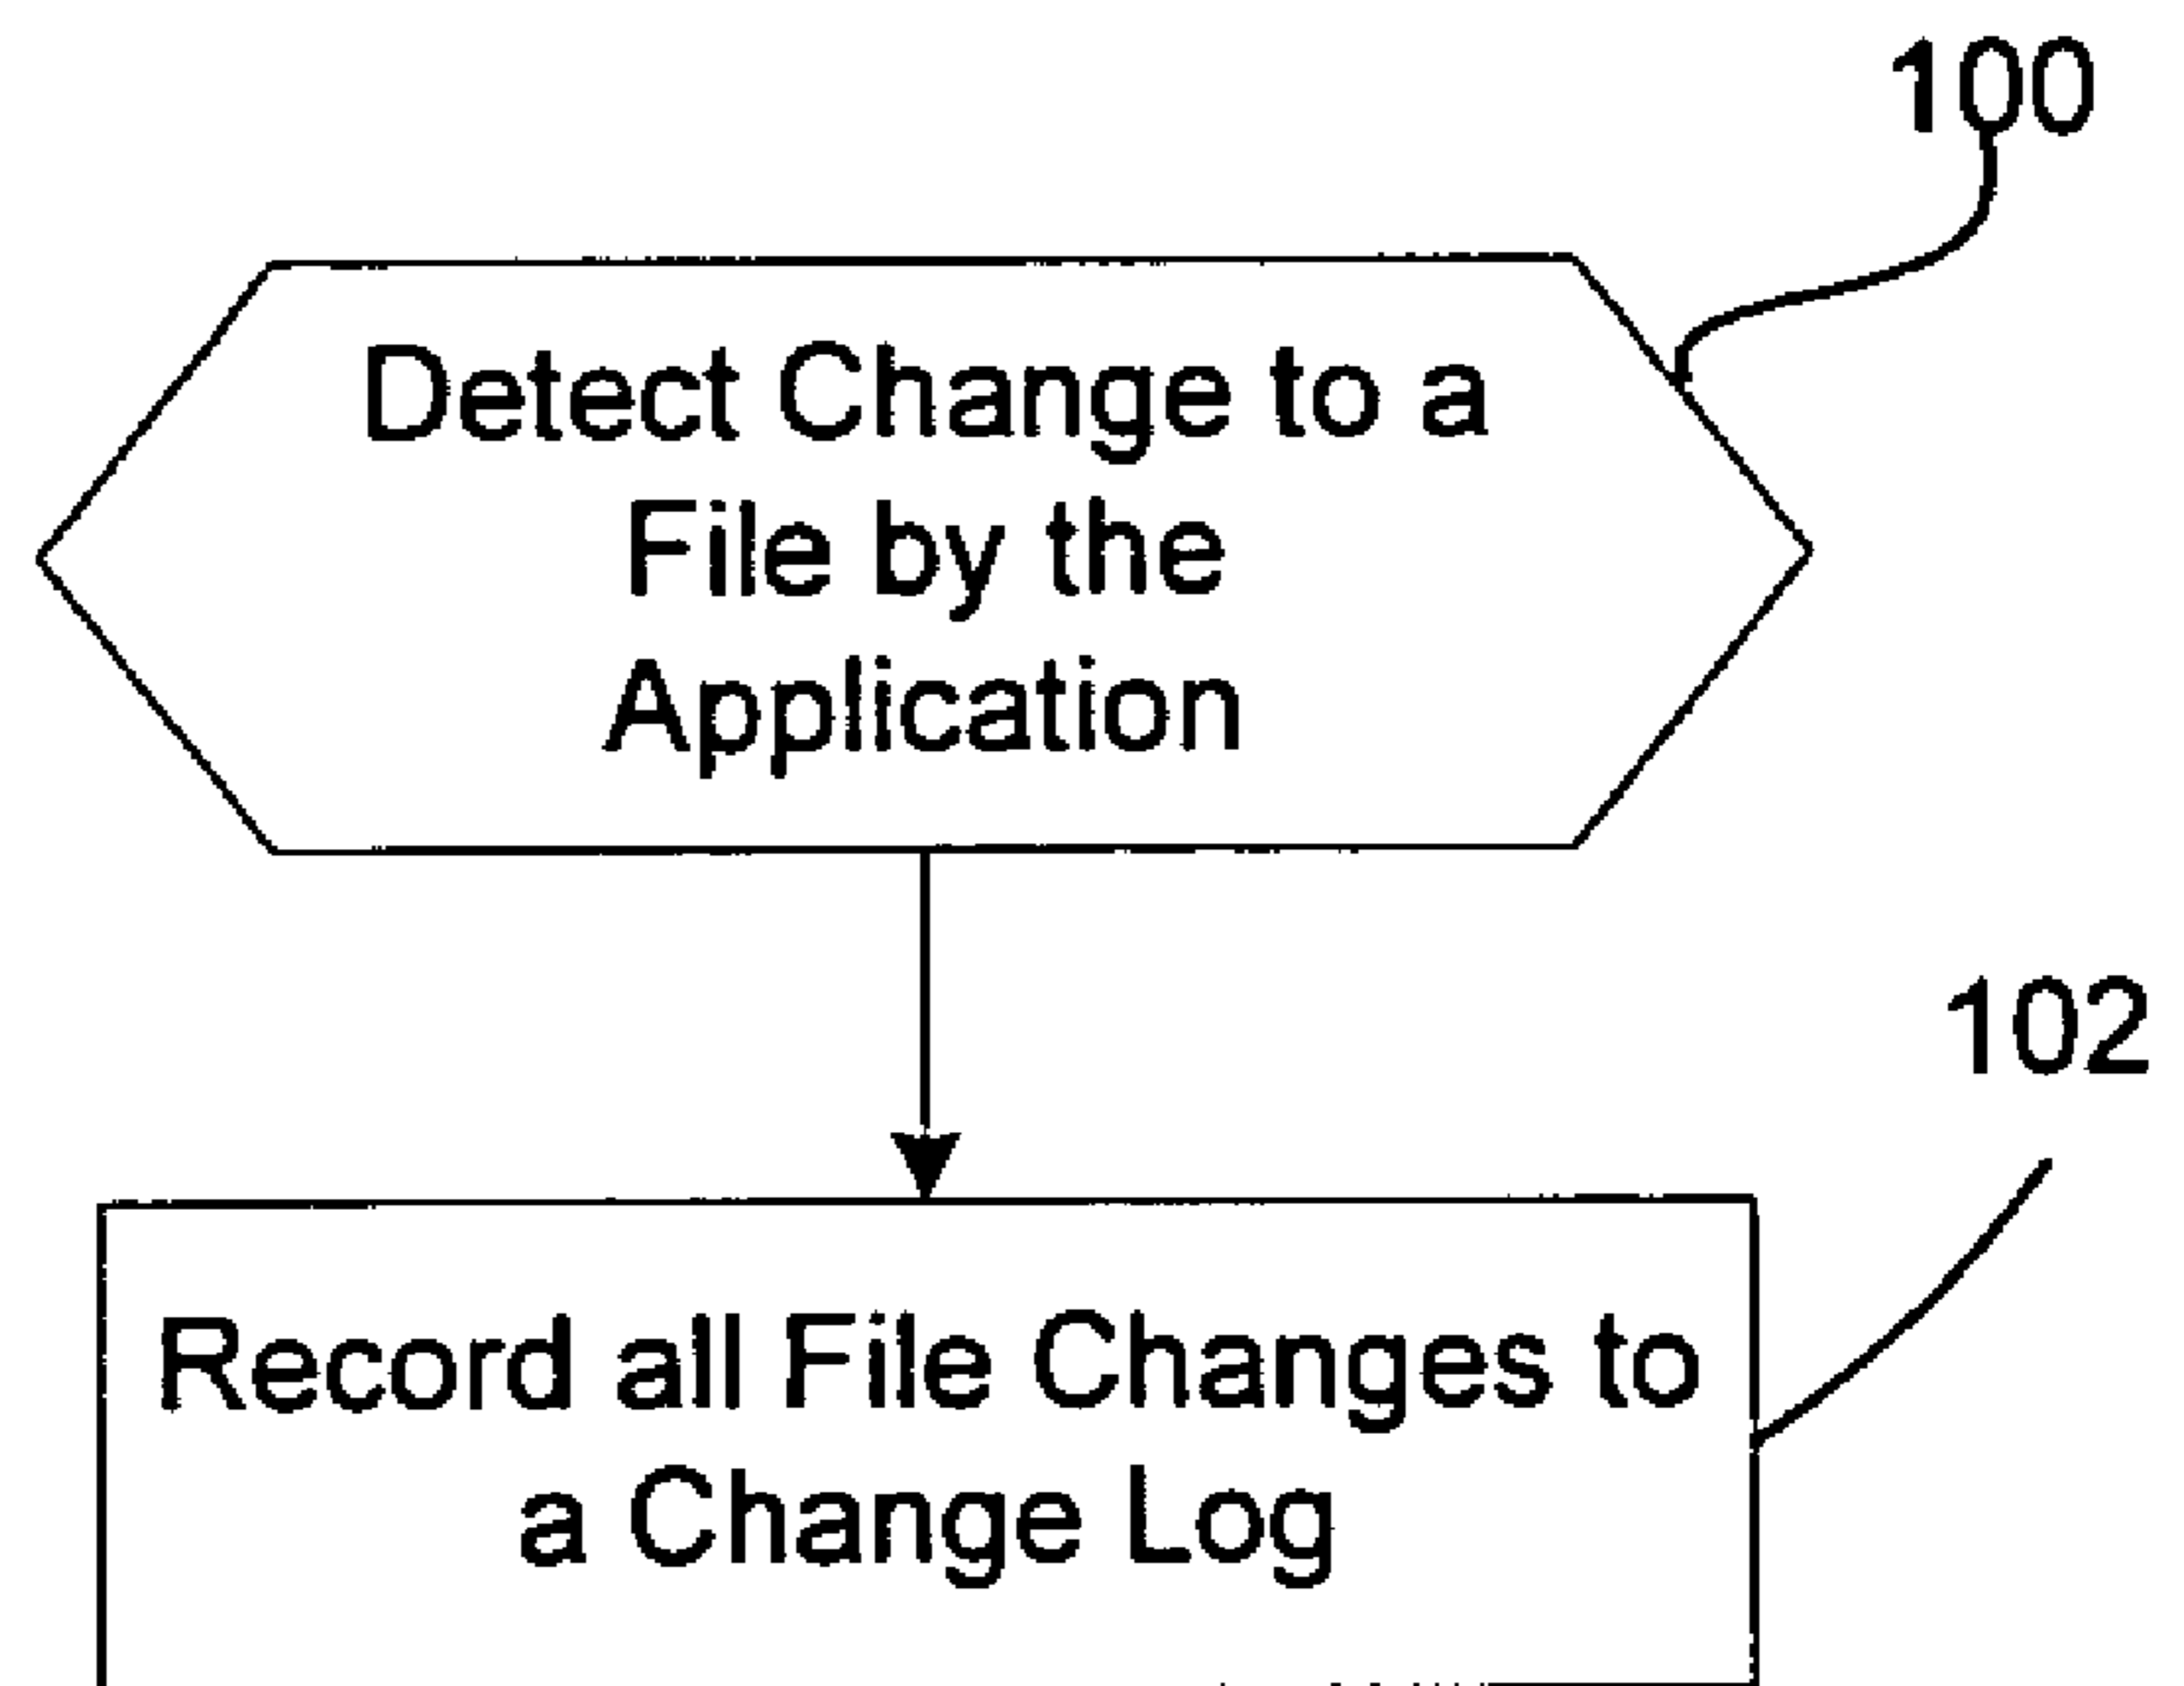 100
Detect Change to a
File by the
Application
102
Record all File Changes to
a Change Log